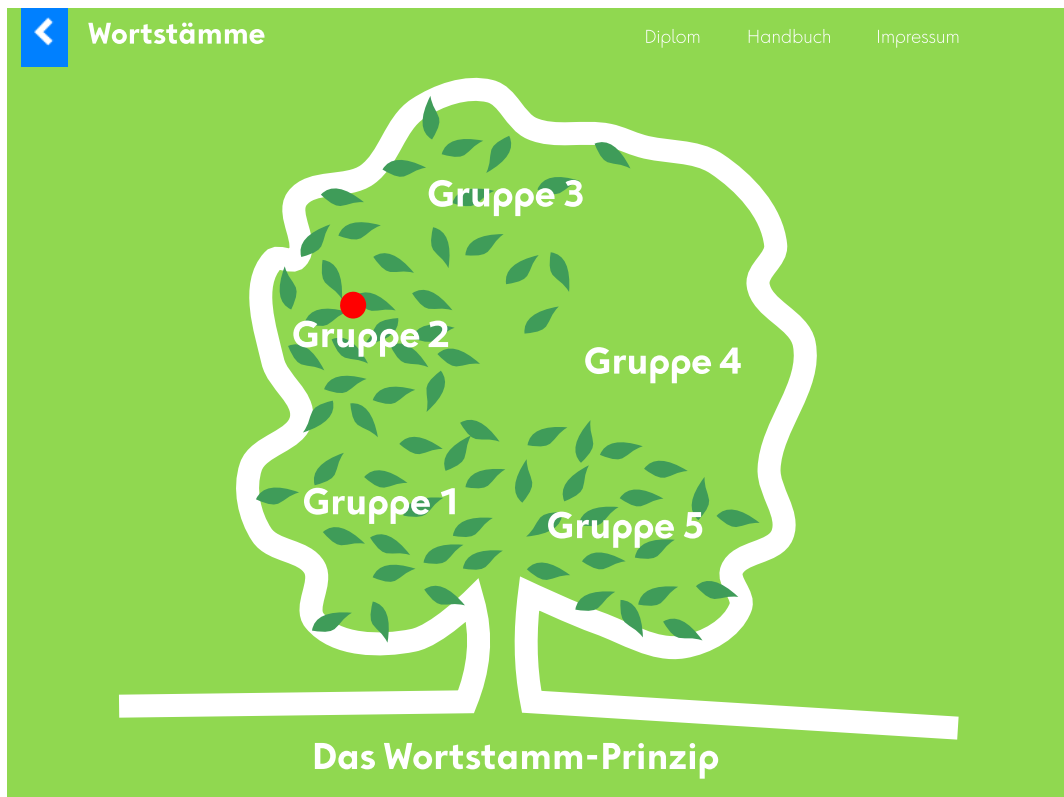 Wortstämme
Diplom Handbuch Impressum
Gruppe 3
Gruppe 2
Gruppe 4
Gruppe 1
Gruppe 5
Das Wortstamm-Prinzip